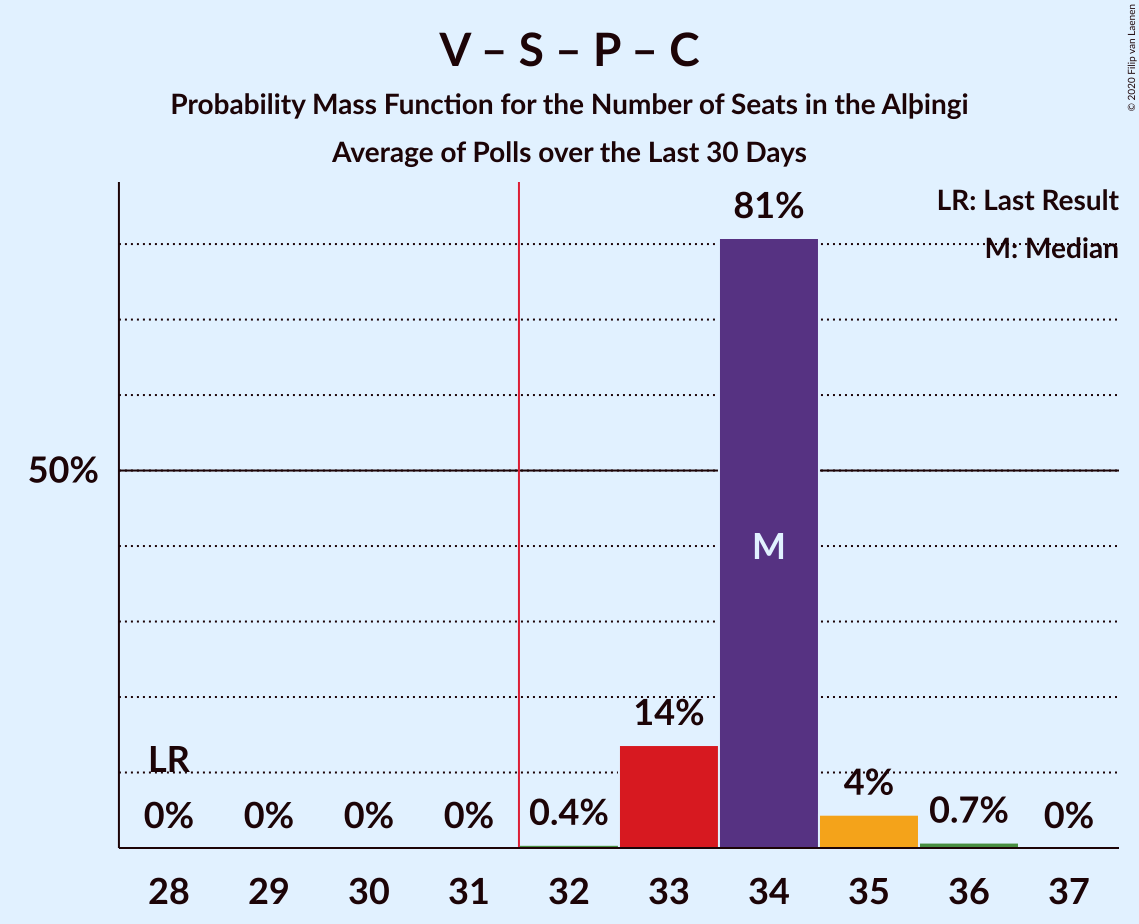 V – S – P – C
Probability Mass Function for the Number of Seats in the Alþingi
Average of Polls over the Last 30 Days
© 2020 Filip van Laenen
LR: Last Result
M: Median
81%
50%
M
14%
LR
4%
0% 0% 0% 0% 0.4% 0.7% 0%
28 29 30 31 32 33 34 35 36 37